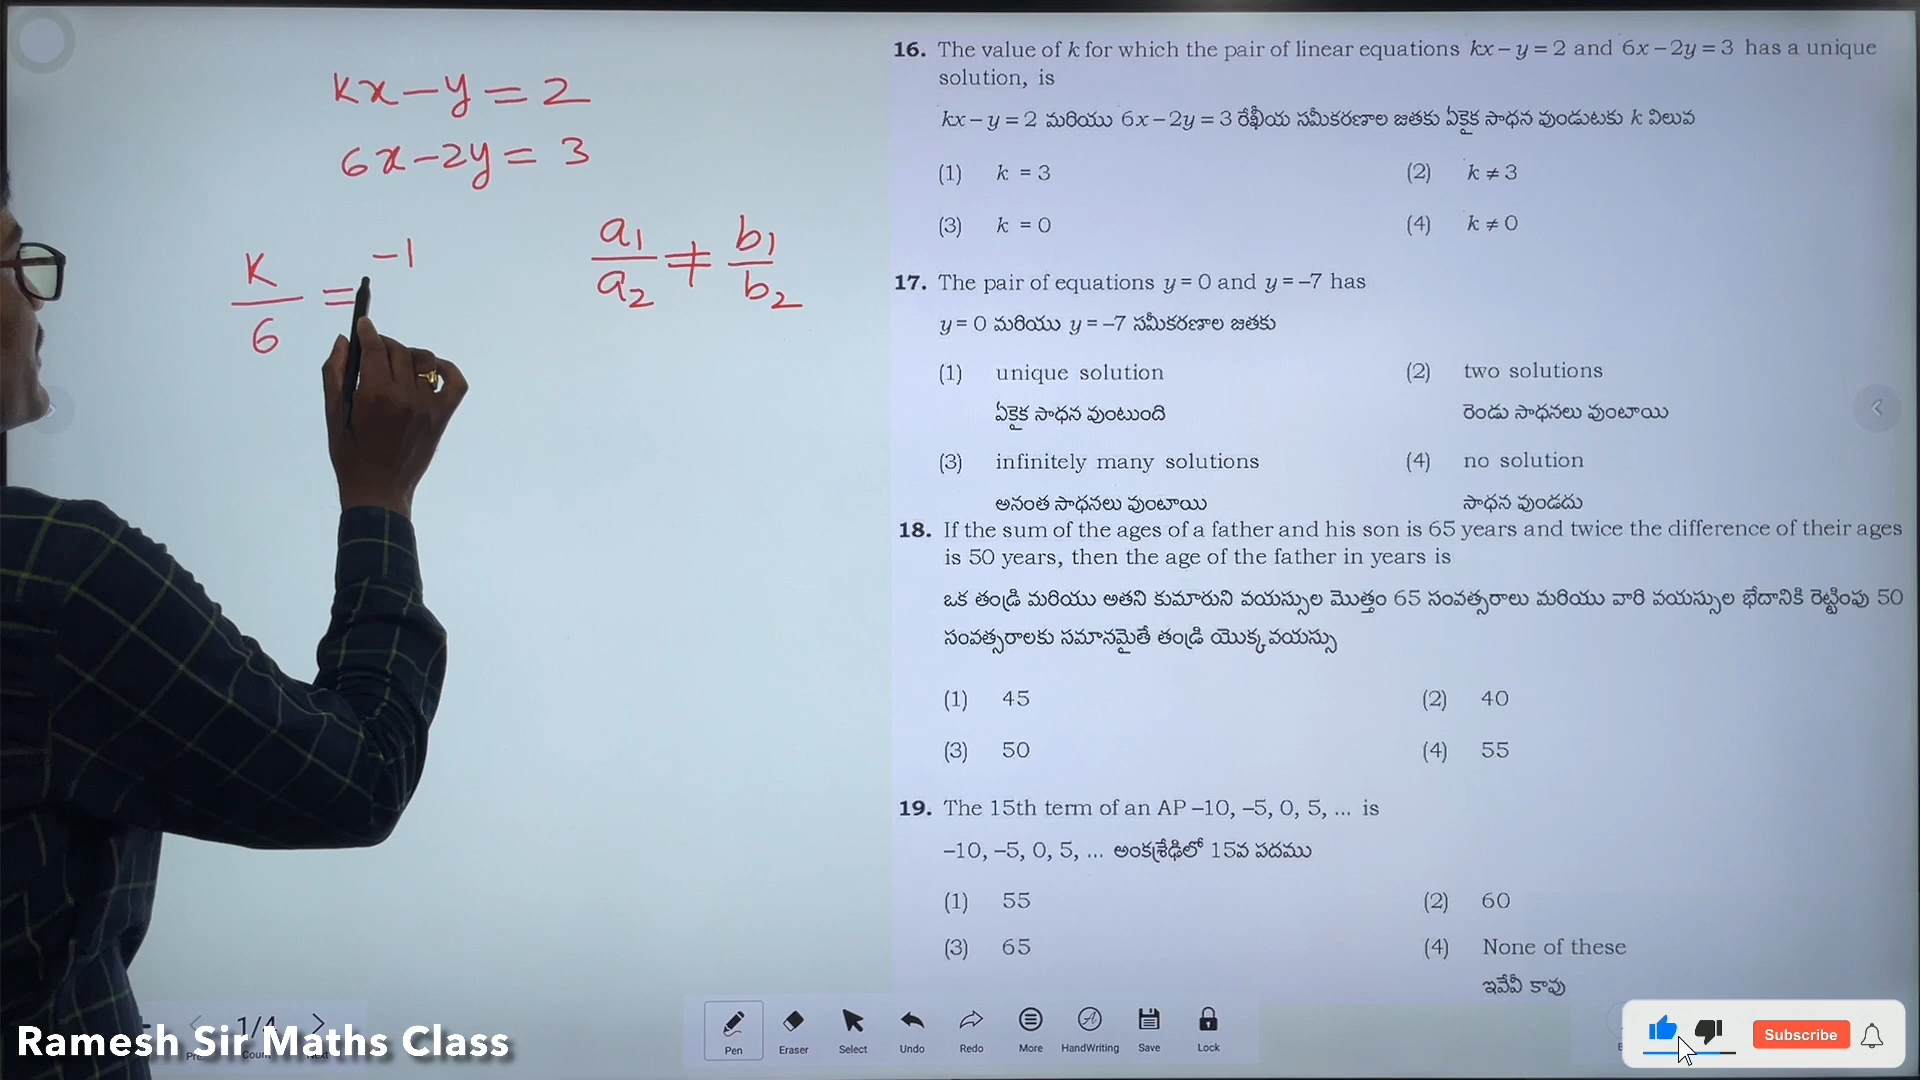 kx-y=2
6x-2y=3
k/6 = -1
a1/a2 ≠ b1/b2
16. The value of k for which the pair of linear equations kx – y = 2 and 6x – 2y = 3 has a unique
solution, is
kx – y = 2 మరియు 6x – 2y = 3 రేఖీయ సమీకరణాల జతకు ఏకైక సాధన వుండుటకు k విలువ
(1) k = 3 (2) k ≠ 3
(3) k = 0 (4) k ≠ 0
17. The pair of equations y = 0 and y = –7 has
y = 0 మరియు y = –7 సమీకరణాల జతకు
(1) unique solution (2) two solutions
ఏకైక సాధన వుంటుంది రెండు సాధనలు వుంటాయి
(3) infinitely many solutions (4) no solution
అనంత సాధనలు వుంటాయి సాధన వుండదు
18. If the sum of the ages of a father and his son is 65 years and twice the difference of their ages
is 50 years, then the age of the father in years is
ఒక తండ్రి మరియు అతని కుమారుని వయస్సుల మొత్తం 65 సంవత్సరాలు మరియు వారి వయస్సుల భేదానికి రెట్టింపు 50
సంవత్సరాలకు సమానమైతే తండ్రి యొక్క వయస్సు
(1) 45 (2) 40
(3) 50 (4) 55
19. The 15th term of an AP –10, –5, 0, 5, ... is
–10, –5, 0, 5, ... అంకశ్రేఢిలో 15వ పదము
(1) 55 (2) 60
(3) 65 (4) None of these
ఇవేవీ కావు
1/4
Pen Eraser Select Undo Redo More HandWriting Save Lock
Ramesh Sir Maths Class
Subscribe